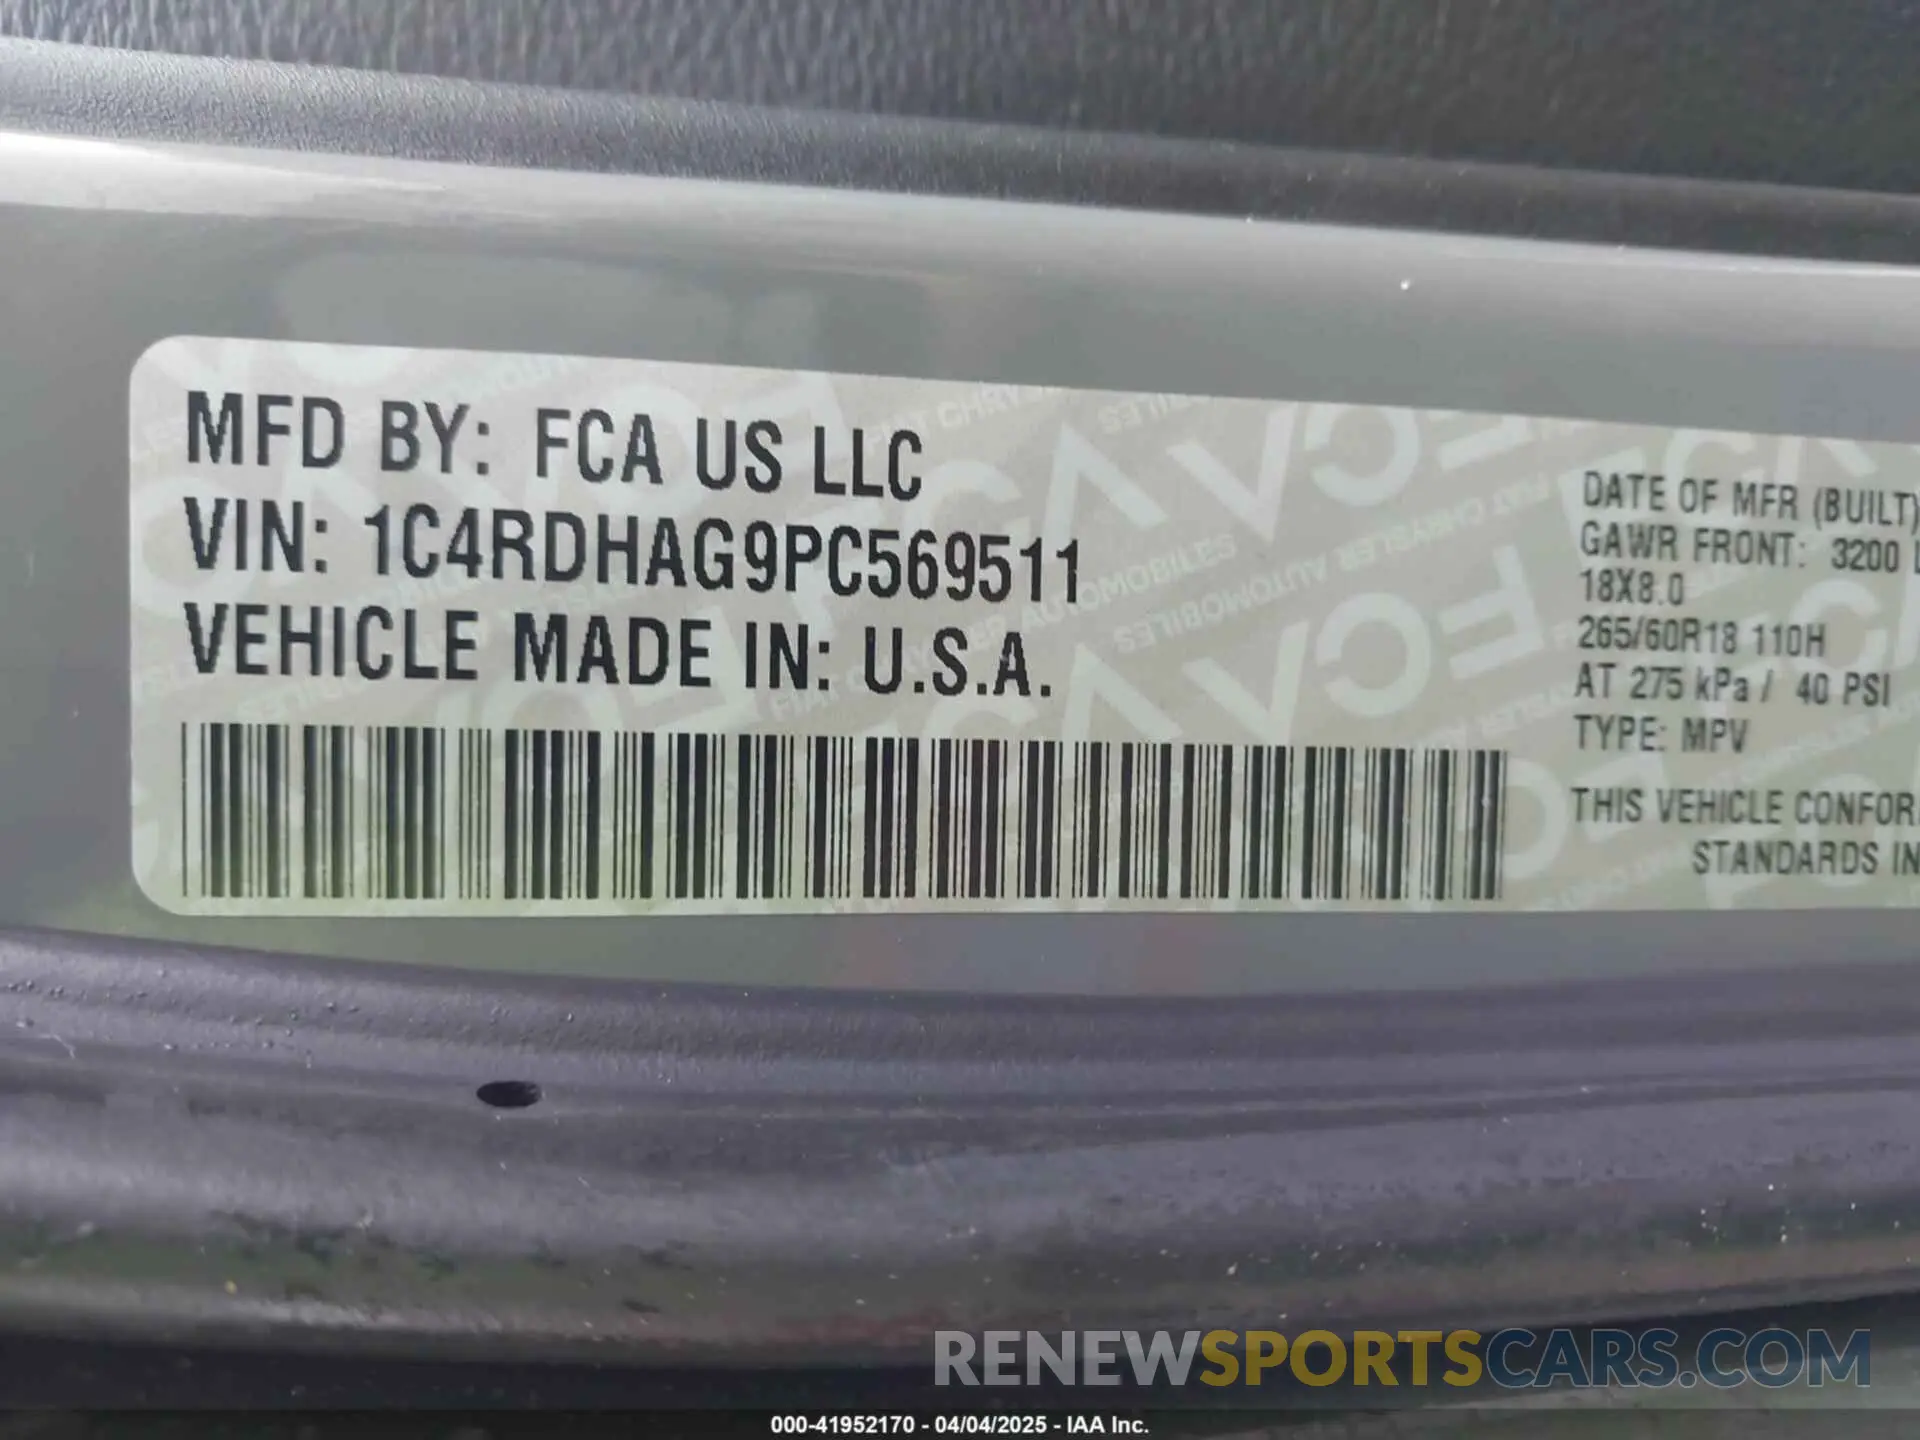 MFD BY: FCA US LLC
VIN: 1C4RDHAG9PC569511
VEHICLE MADE IN: U.S.A.
DATE OF MFR (BUILT)
GAWR FRONT: 3200
18X8.0
265/60R18 110H
AT 275 kPa / 40 PSI
TYPE: MPV
THIS VEHICLE CONFOR
STANDARDS IN
RENEWSPORTSCARS.COM
000-41952170 - 04/04/2025 - IAA Inc.